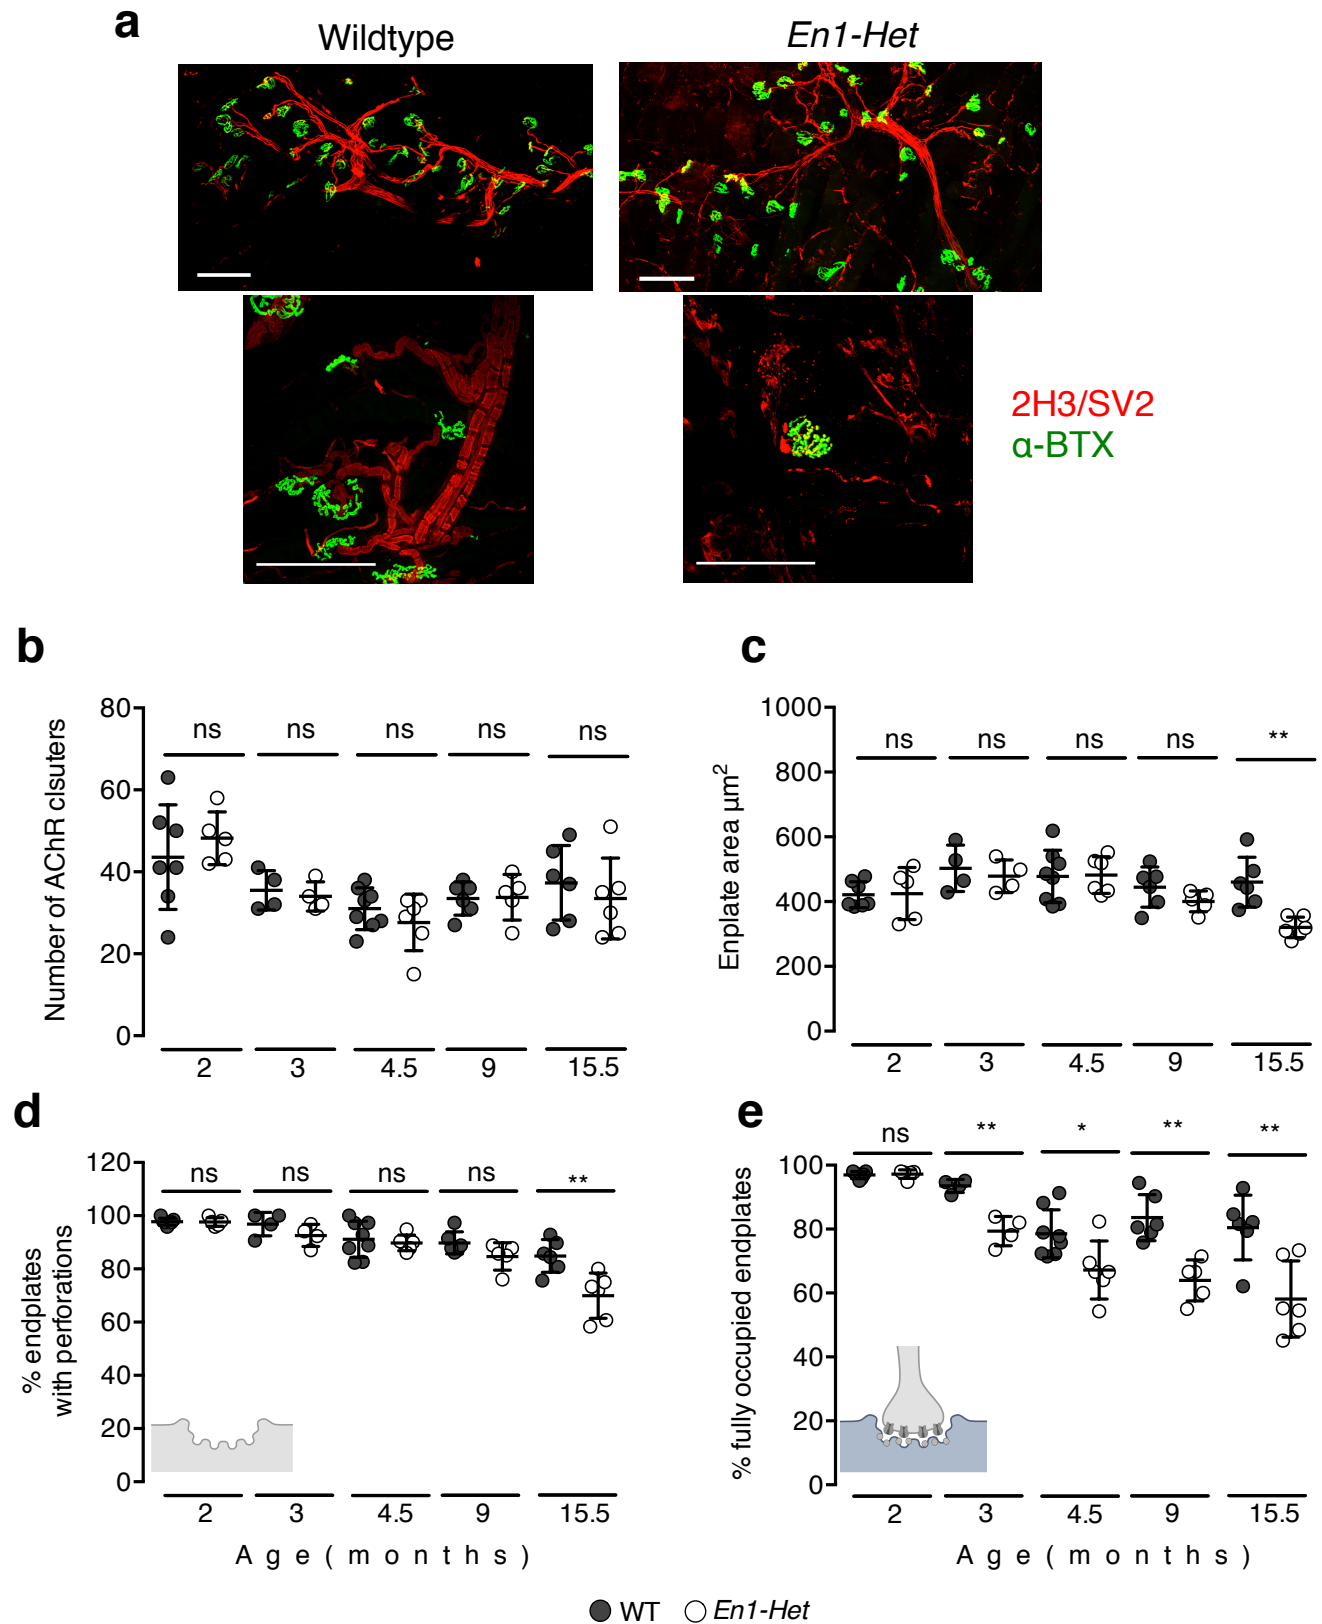 a
Wildtype
En1-Het
2H3/SV2
α-BTX
b
Number of AChR clsuters
80
60
40
20
0
ns
ns
ns
ns
ns
2
3
4.5
9
15.5
c
Enplate area µm²
1000
800
600
400
200
0
ns
ns
ns
ns
**
2
3
4.5
9
15.5
d
% endplates
with perforations
120
100
80
60
40
20
0
ns
ns
ns
ns
**
2
3
4.5
9
15.5
Age (months)
e
% fully occupied endplates
100
80
60
40
20
0
ns
**
*
**
**
2
3
4.5
9
15.5
Age (months)
WT
En1-Het